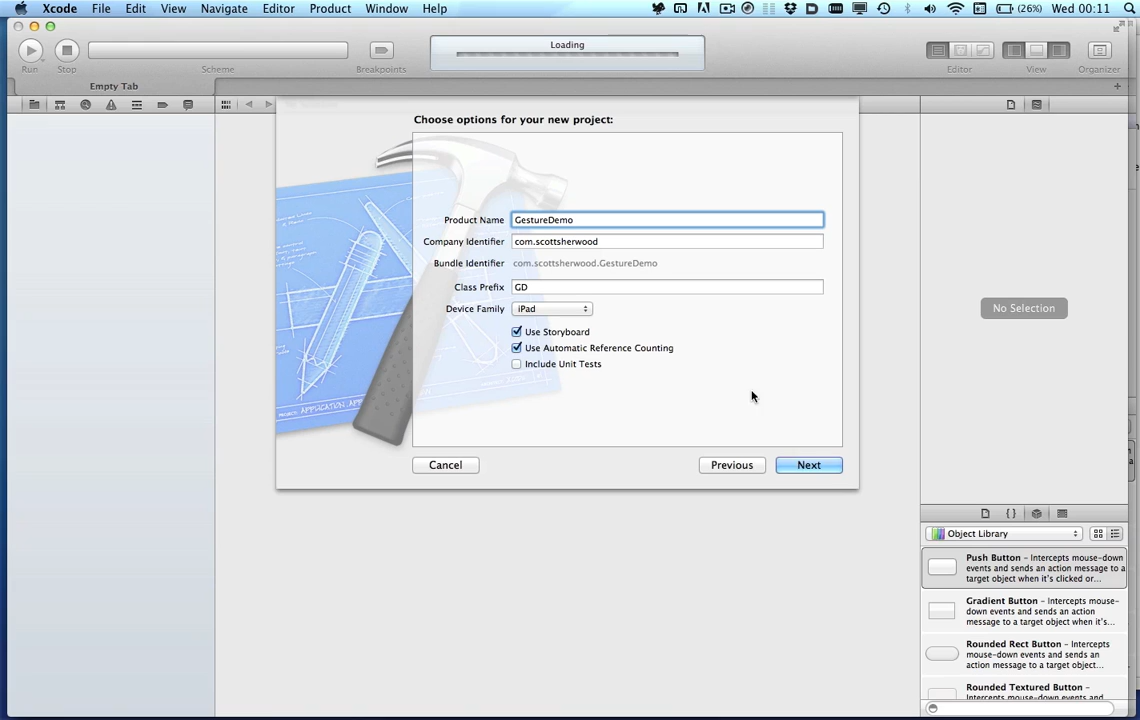 Xcode File Edit View Navigate Editor Product Window Help (26%) Wed 00:11
Loading
Run Stop Scheme Breakpoints Editor View Organizer
Empty Tab
Choose options for your new project:
Product Name GestureDemo
Company Identifier com.scottsherwood
Bundle Identifier com.scottsherwood.GestureDemo
Class Prefix GD
Device Family iPad
Use Storyboard
Use Automatic Reference Counting
Include Unit Tests
Cancel Previous Next
No Selection
{ }
Object Library
Push Button – Intercepts mouse-down
events and sends an action message to a
target object when it's clicked or...
Gradient Button – Intercepts mouse-
down events and sends an action
message to a target object when it's...
Rounded Rect Button – Intercepts
mouse-down events and sends an
action message to a target object...
Rounded Textured Button –
Intercepts mouse-down events and